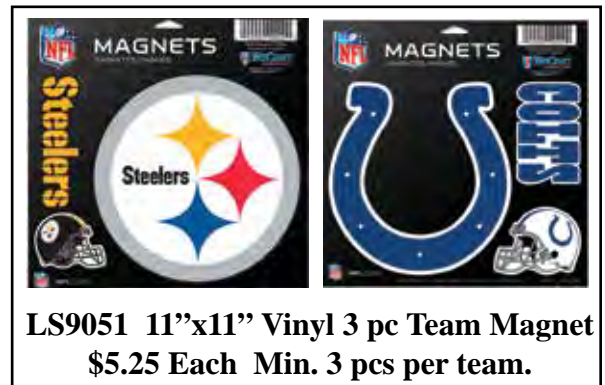 NFL
MAGNETS
Steelers
Steelers
NFL
MAGNETS
COLTS
LS9051 11”x11” Vinyl 3 pc Team Magnet
$5.25 Each Min. 3 pcs per team.